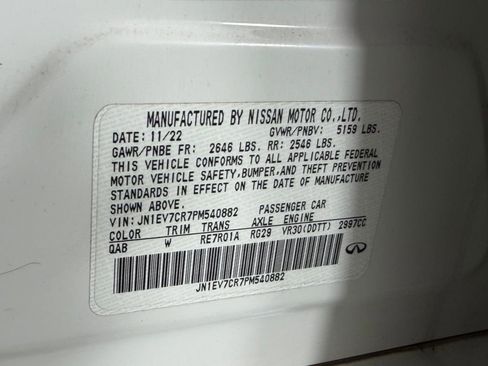 MANUFACTURED BY NISSAN MOTOR CO.,LTD.
DATE: 11/22 GVWR/PNBV: 5159 LBS.
GAWR/PNBE FR: 2646 LBS. RR: 2546 LBS.
THIS VEHICLE CONFORMS TO ALL APPLICABLE FEDERAL
MOTOR VEHICLE SAFETY,BUMPER,AND THEFT PREVENTION
STANDARDS IN EFFECT ON THE DATE OF MANUFACTURE
SHOWN ABOVE.
VIN: JN1EV7CR7PM540882 PASSENGER CAR
COLOR TRIM TRANS AXLE ENGINE
QAB W RE7R01A RG29 VR30(DDTT) 2997CC
JN1EV7CR7PM540882